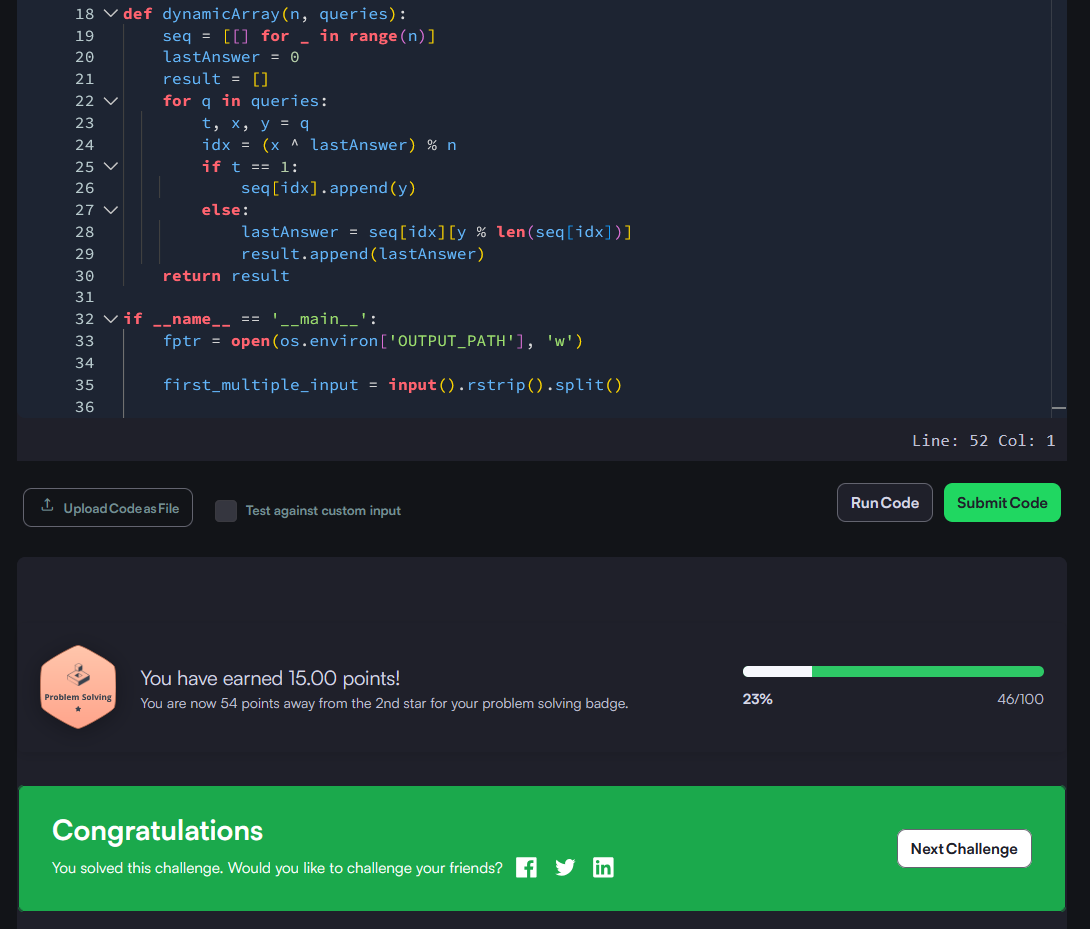 18 def dynamicArray(n, queries):
19     seq = [[] for _ in range(n)]
20     lastAnswer = 0
21     result = []
22     for q in queries:
23         t, x, y = q
24         idx = (x ^ lastAnswer) % n
25         if t == 1:
26             seq[idx].append(y)
27         else:
28             lastAnswer = seq[idx][y % len(seq[idx])]
29             result.append(lastAnswer)
30     return result
31
32 if __name__ == '__main__':
33     fptr = open(os.environ['OUTPUT_PATH'], 'w')
34
35     first_multiple_input = input().rstrip().split()
36
Line: 52 Col: 1
Upload Code as File
Test against custom input
Run Code
Submit Code
Problem Solving
You have earned 15.00 points!
You are now 54 points away from the 2nd star for your problem solving badge.
23%
46/100
Congratulations
You solved this challenge. Would you like to challenge your friends?
Next Challenge